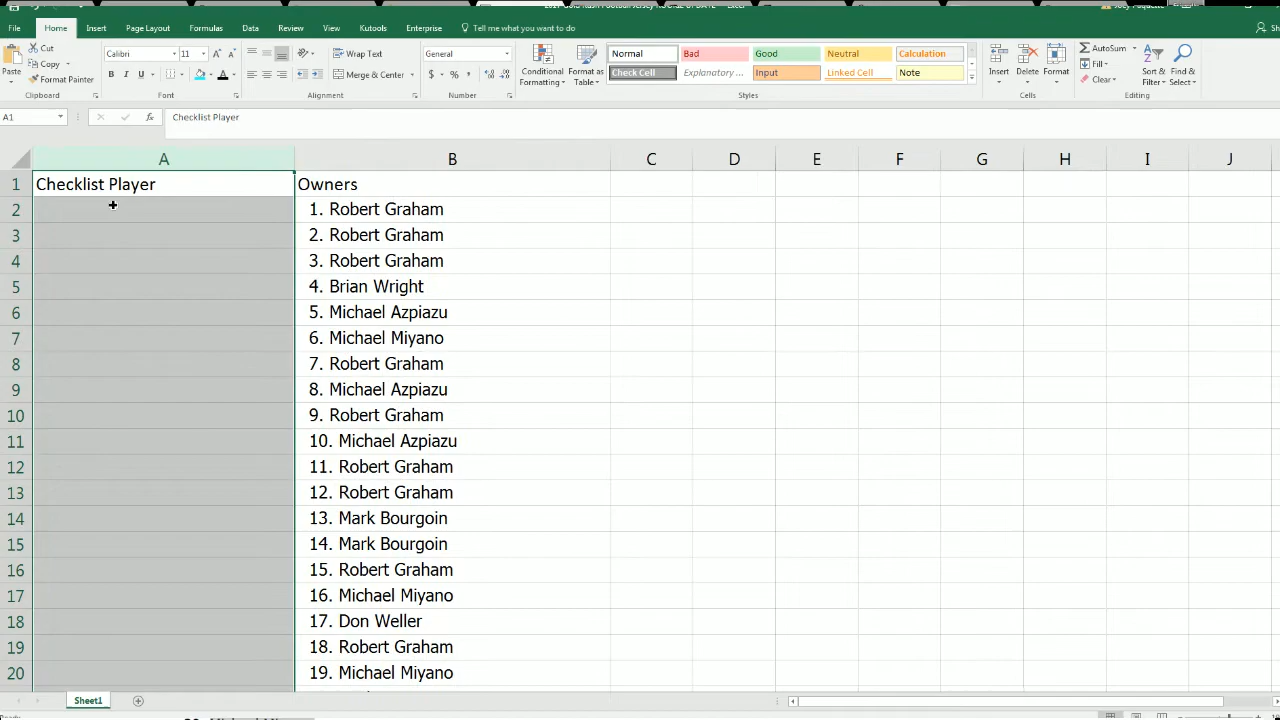 File Home Insert Page Layout Formulas Data Review View Kutools Enterprise Tell me what you want to do
Cut
Copy
Format Painter
Paste
Clipboard
Calibri 11
B I U
Font
Wrap Text
Merge & Center
Alignment
General
$ % ,
Number
Conditional Formatting
Format as Table
Normal Bad Good Neutral Calculation
Check Cell Explanatory ... Input Linked Cell Note
Styles
Insert Delete Format
Cells
AutoSum
Fill
Clear
Sort & Filter
Find & Select
Editing
A1 fx Checklist Player
A B C D E F G H I J
1 Checklist Player Owners
2 1. Robert Graham
3 2. Robert Graham
4 3. Robert Graham
5 4. Brian Wright
6 5. Michael Azpiazu
7 6. Michael Miyano
8 7. Robert Graham
9 8. Michael Azpiazu
10 9. Robert Graham
11 10. Michael Azpiazu
12 11. Robert Graham
13 12. Robert Graham
14 13. Mark Bourgoin
15 14. Mark Bourgoin
16 15. Robert Graham
17 16. Michael Miyano
18 17. Don Weller
19 18. Robert Graham
20 19. Michael Miyano
Sheet1